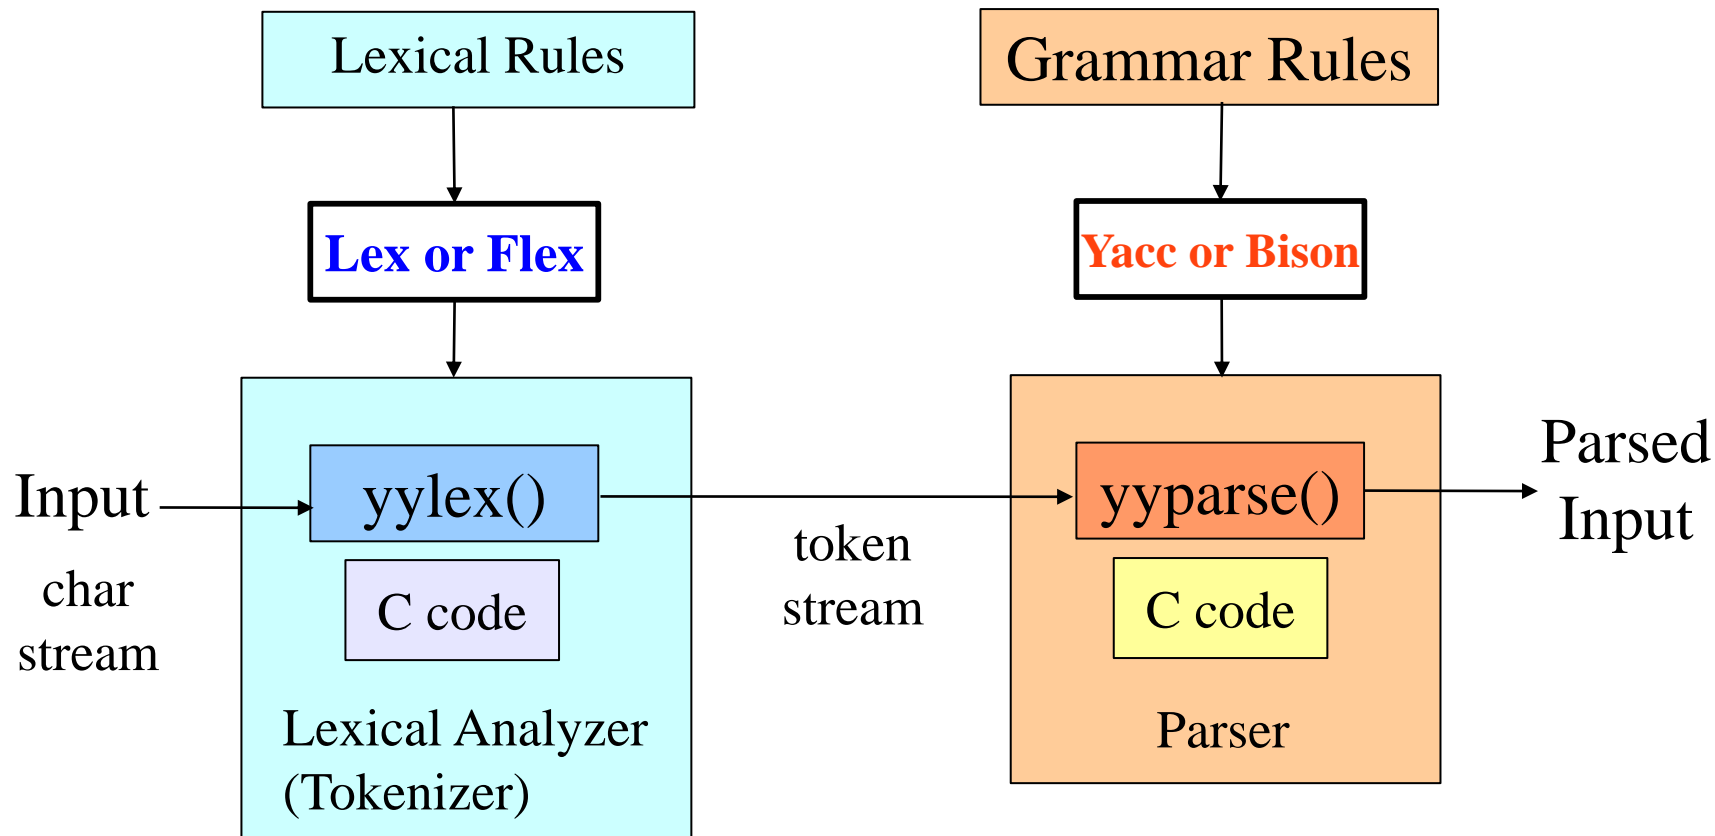 Lexical Rules
Grammar Rules
Lex or Flex
Yacc or Bison
Input
char
stream
yylex()
C code
Lexical Analyzer
(Tokenizer)
token
stream
yyparse()
C code
Parser
Parsed
Input